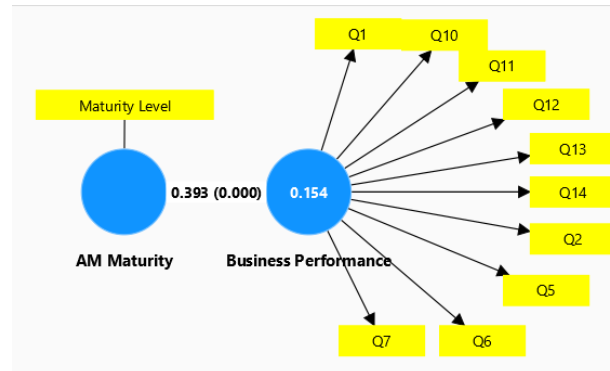 Q1
Q10
Q11
Maturity Level
Q12
Q13
0.393 (0.000)
0.154
Q14
Q2
AM Maturity
Business Performance
Q5
Q7
Q6